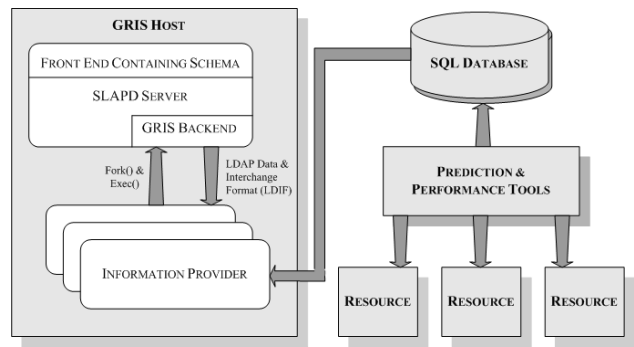 GRIS HOST
FRONT END CONTAINING SCHEMA
SLAPD SERVER
GRIS BACKEND
Fork() &
Exec()
LDAP Data &
Interchange
Format (LDIF)
INFORMATION PROVIDER
SQL DATABASE
PREDICTION &
PERFORMANCE TOOLS
RESOURCE
RESOURCE
RESOURCE